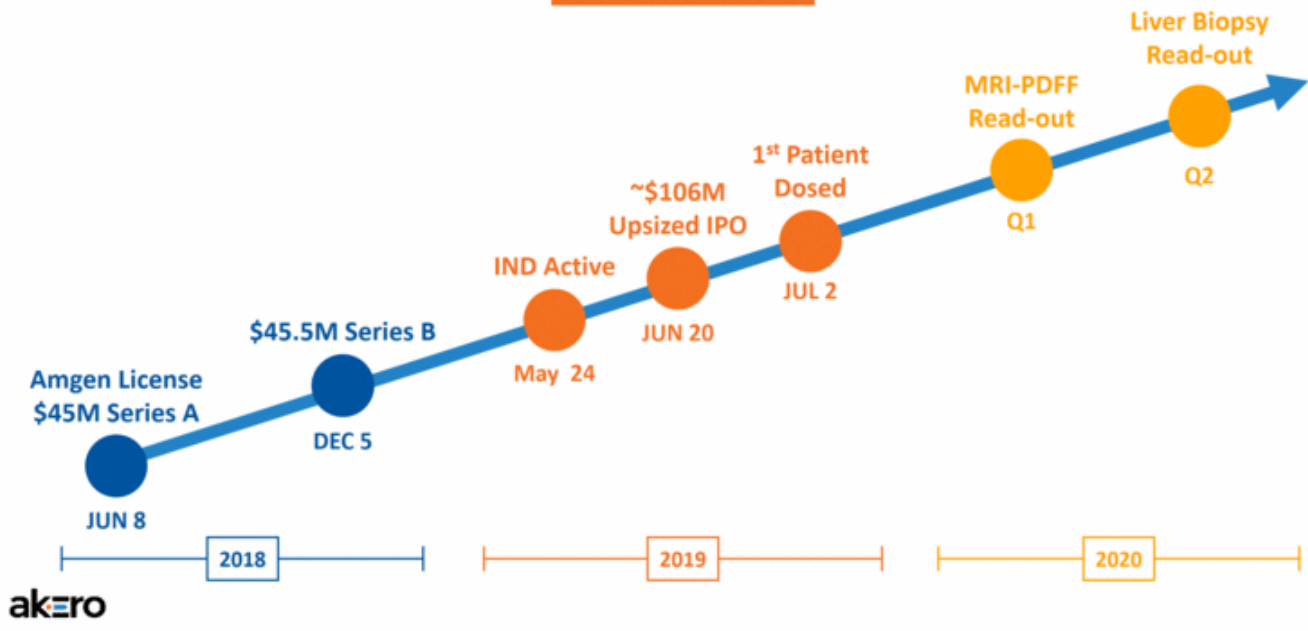 Liver Biopsy
Read-out
MRI-PDFF
Read-out
1st Patient
Dosed
~$106M
Upsized IPO
IND Active
$45.5M Series B
Amgen License
$45M Series A
JUN 8
DEC 5
May 24
JUN 20
JUL 2
Q1
Q2
2018
2019
2020
akero